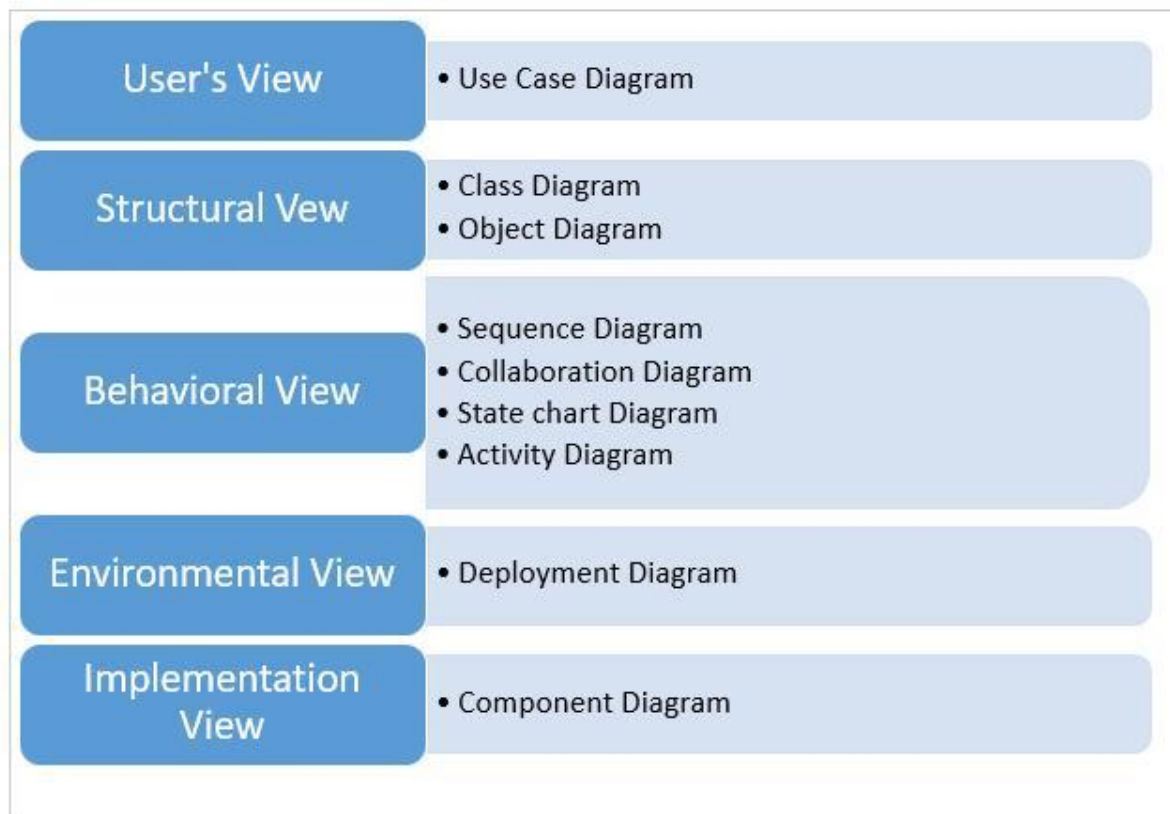 User's View
• Use Case Diagram
Structural Vew
• Class Diagram
• Object Diagram
Behavioral View
• Sequence Diagram
• Collaboration Diagram
• State chart Diagram
• Activity Diagram
Environmental View
• Deployment Diagram
Implementation
View
• Component Diagram